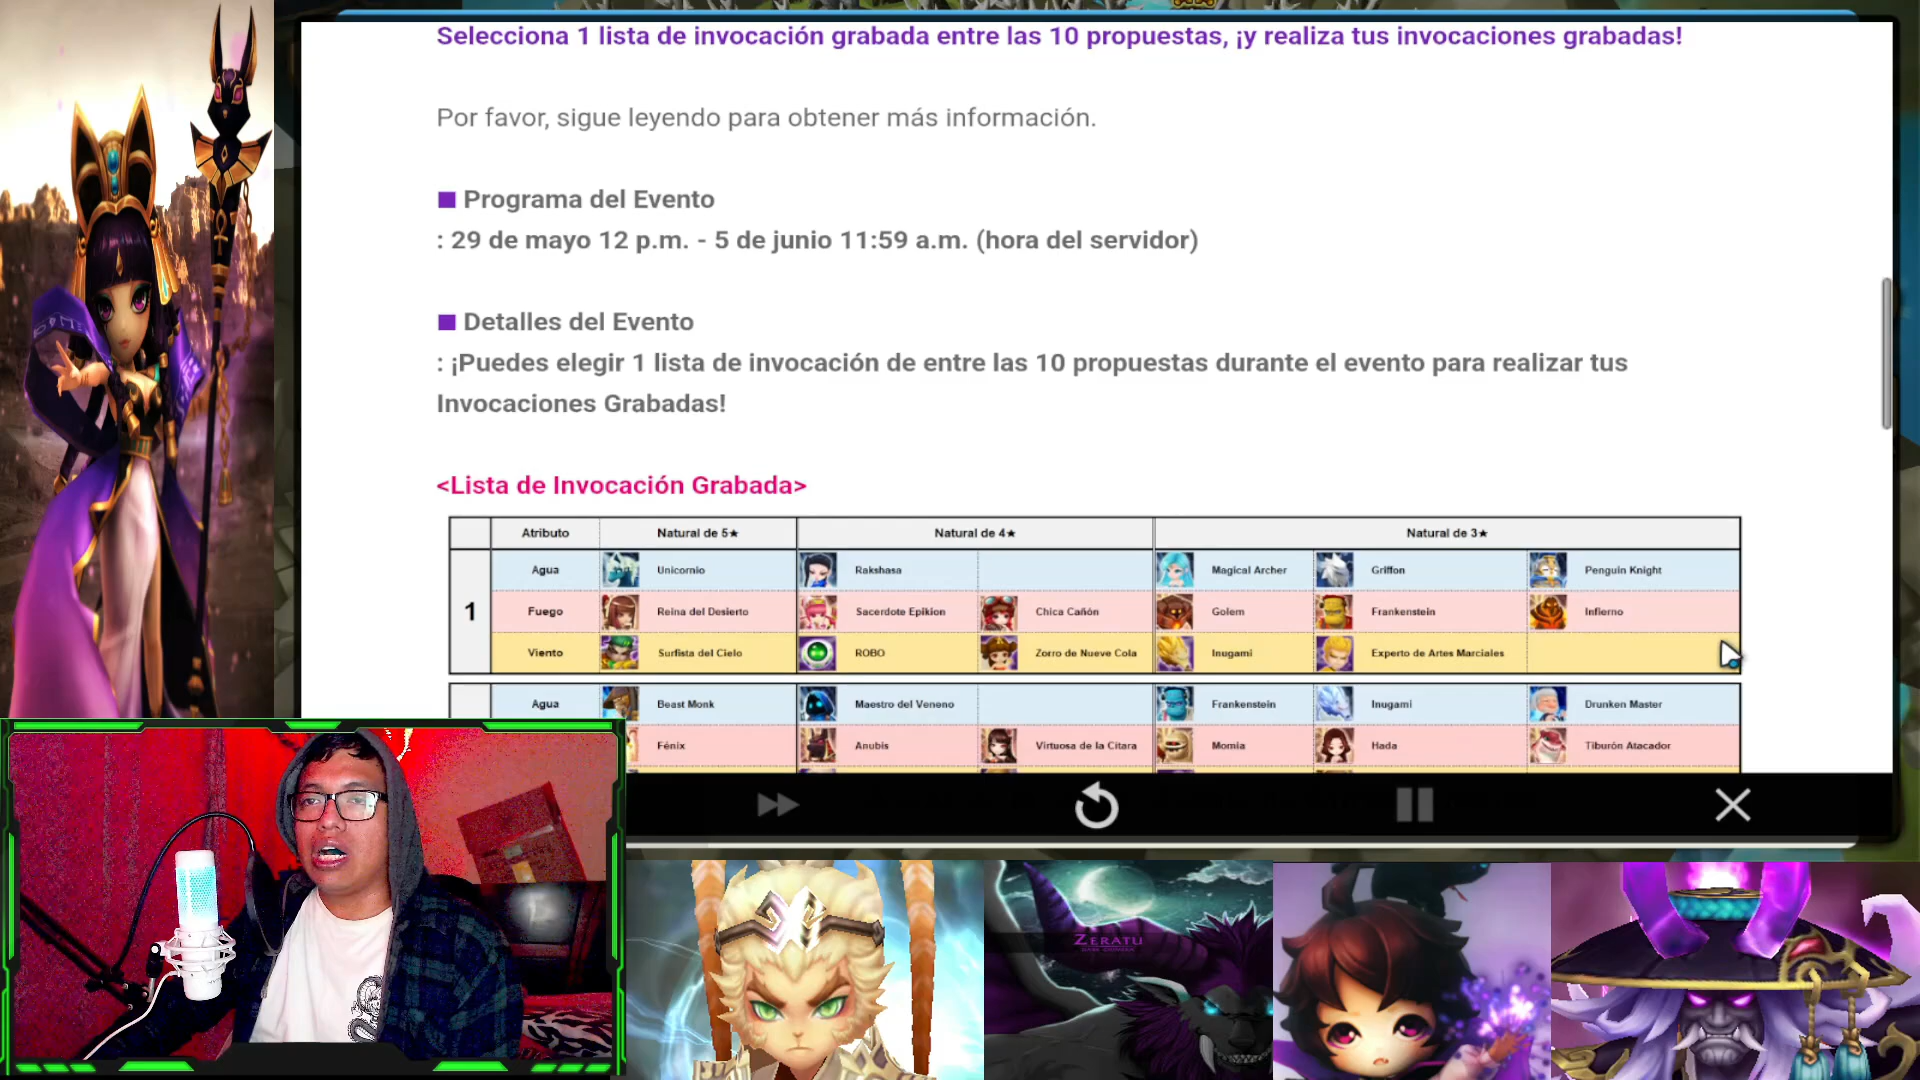 Selecciona 1 lista de invocación grabada entre las 10 propuestas, ¡y realiza tus invocaciones grabadas!
Por favor, sigue leyendo para obtener más información.
Programa del Evento
: 29 de mayo 12 p.m. - 5 de junio 11:59 a.m. (hora del servidor)
Detalles del Evento
: ¡Puedes elegir 1 lista de invocación de entre las 10 propuestas durante el evento para realizar tus
Invocaciones Grabadas!
<Lista de Invocación Grabada>
Atributo Natural de 5★ Natural de 4★ Natural de 3★
Agua Unicornio Rakshasa Magical Archer Griffon Penguin Knight
1 Fuego Reina del Desierto Sacerdote Epikion Chica Cañón Golem Frankenstein Infierno
Viento Surfista del Cielo ROBO Zorro de Nueve Cola Inugami Experto de Artes Marciales
Agua Beast Monk Maestro del Veneno Frankenstein Inugami Drunken Master
Fénix Anubis Virtuosa de la Citara Momia Hada Tiburón Atacador
ZERATU